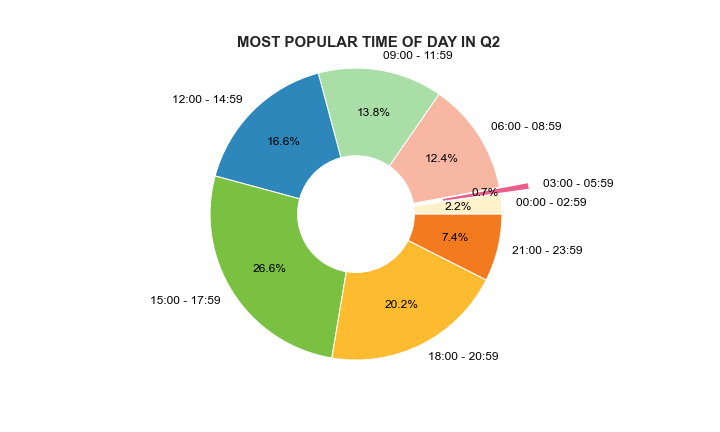 MOST POPULAR TIME OF DAY IN Q2
09:00 - 11:59
12:00 - 14:59
13.8%
06:00 - 08:59
16.6%
12.4%
03:00 - 05:59
0.7%
00:00 - 02:59
2.2%
7.4%
21:00 - 23:59
26.6%
15:00 - 17:59
20.2%
18:00 - 20:59